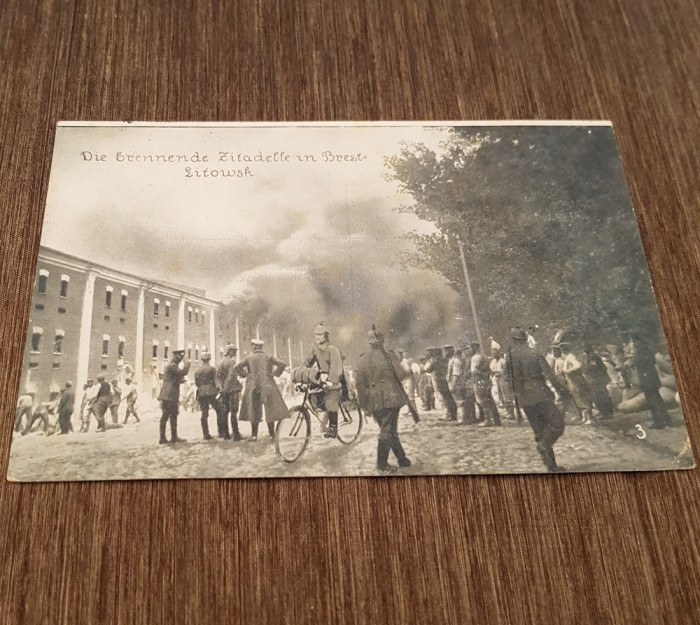 Die brennende Zitadelle in Brest-
Litowsk
3